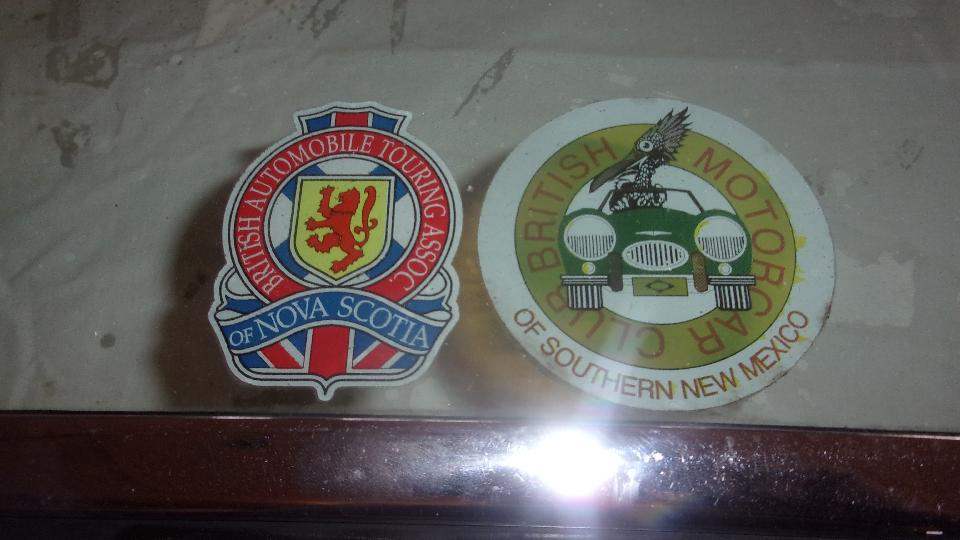 BRITISH AUTOMOBILE TOURING ASSOC.
OF NOVA SCOTIA
BRITISH MOTORCAR CLUB
OF SOUTHERN NEW MEXICO